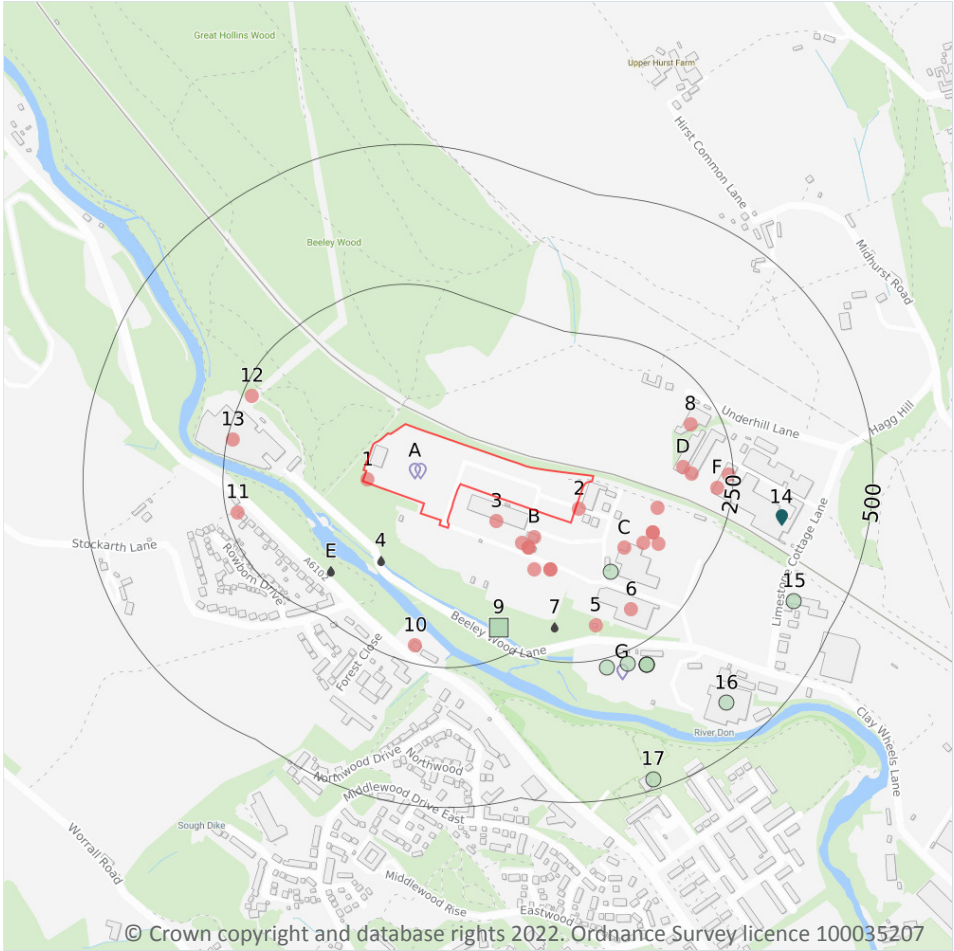 Great Hollins Wood
Upper Hurst Farm
Hirst Common Lane
Beeley Wood
Midhurst Road
12
13
8
Underhill Lane
Hagg Hill
1
A
D
F
2
250
500
14
3
B
11
C
Stockarth Lane
E
4
A6102
Rowborn Drive
15
Limestone Cottage Lane
9
7
5
6
Beeley Wood Lane
10
Forest Close
G
16
River Don
Clay Wheels Lane
17
Northwood Drive
Northwood
Middlewood Drive East
Sough Dike
Worrall Road
Middlewood Rise
Eastwood
© Crown copyright and database rights 2022. Ordnance Survey licence 100035207